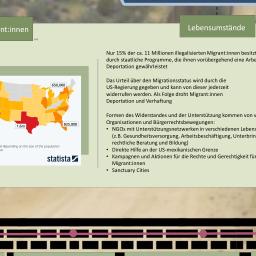 nt:innen
Lebensumstände
Nur 15% der ca. 11 Millionen illegalisierten Migrant:innen besitz
durch staatliche Programme, die ihnen vorübergehend eine Arbe
Deportation gewährleistet
Das Urteil über den Migrationsstatus wird durch die
US-Regierung gegeben und kann von dieser jederzeit
widerrufen werden. Als Folge droht Migrant:innen
Deportation und Verhaftung
Formen des Widerstandes und der Unterstützung kommen v
Organisationen und Bürgerrechtsbewegungen:
• NGOs mit Unterstützungsnetzwerken in verschiedenen Leben
(z.B. Gesundheitsversorgung, Arbeitsbeschäftigung, Unterbrin
rechtliche Beratung und Bildung)
• Direkte Hilfe an der US-mexikanischen Grenze
• Kampagnen und Aktionen für die Rechte und Gerechtigkeit fü
Migrant:innen
• Sanctuary Cities
statista